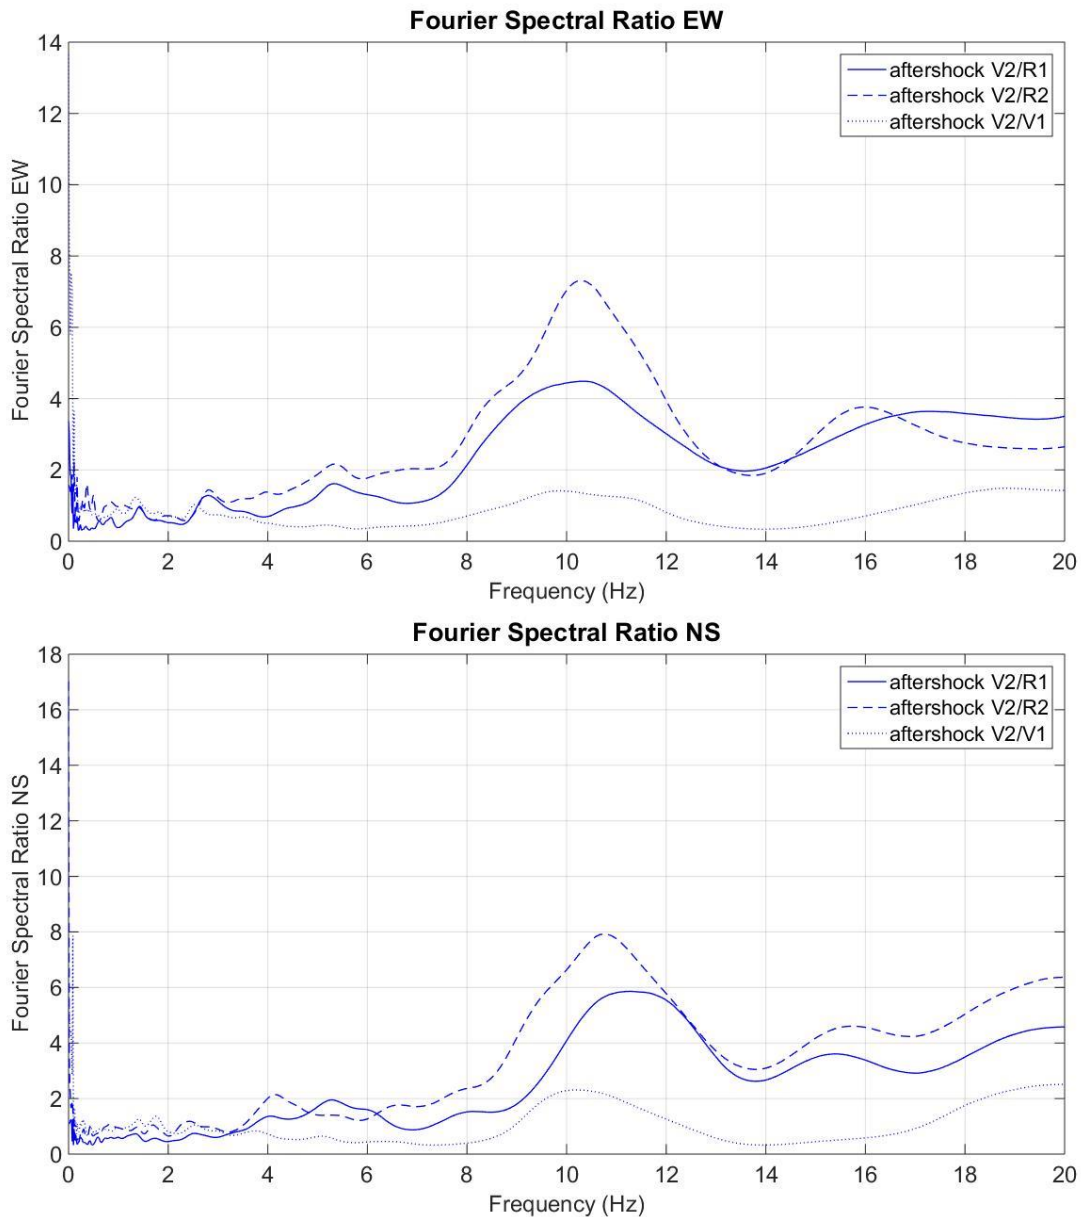 Fourier Spectral Ratio EW
14
12
10
8
6
4
2
0
Fourier Spectral Ratio EW
aftershock V2/R1
aftershock V2/R2
aftershock V2/V1
0 2 4 6 8 10 12 14 16 18 20
Frequency (Hz)
Fourier Spectral Ratio NS
18
16
14
12
10
8
6
4
2
0
Fourier Spectral Ratio NS
aftershock V2/R1
aftershock V2/R2
aftershock V2/V1
0 2 4 6 8 10 12 14 16 18 20
Frequency (Hz)